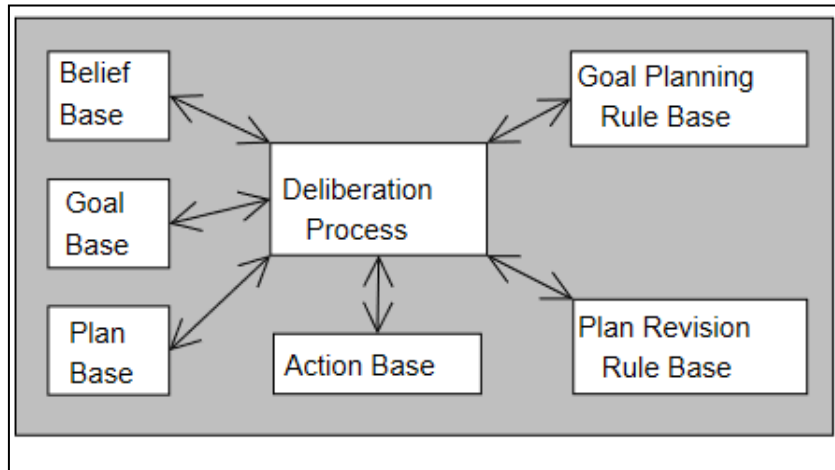 Belief
Base
Goal Planning
Rule Base
Goal
Base
Deliberation
Process
Plan
Base
Action Base
Plan Revision
Rule Base